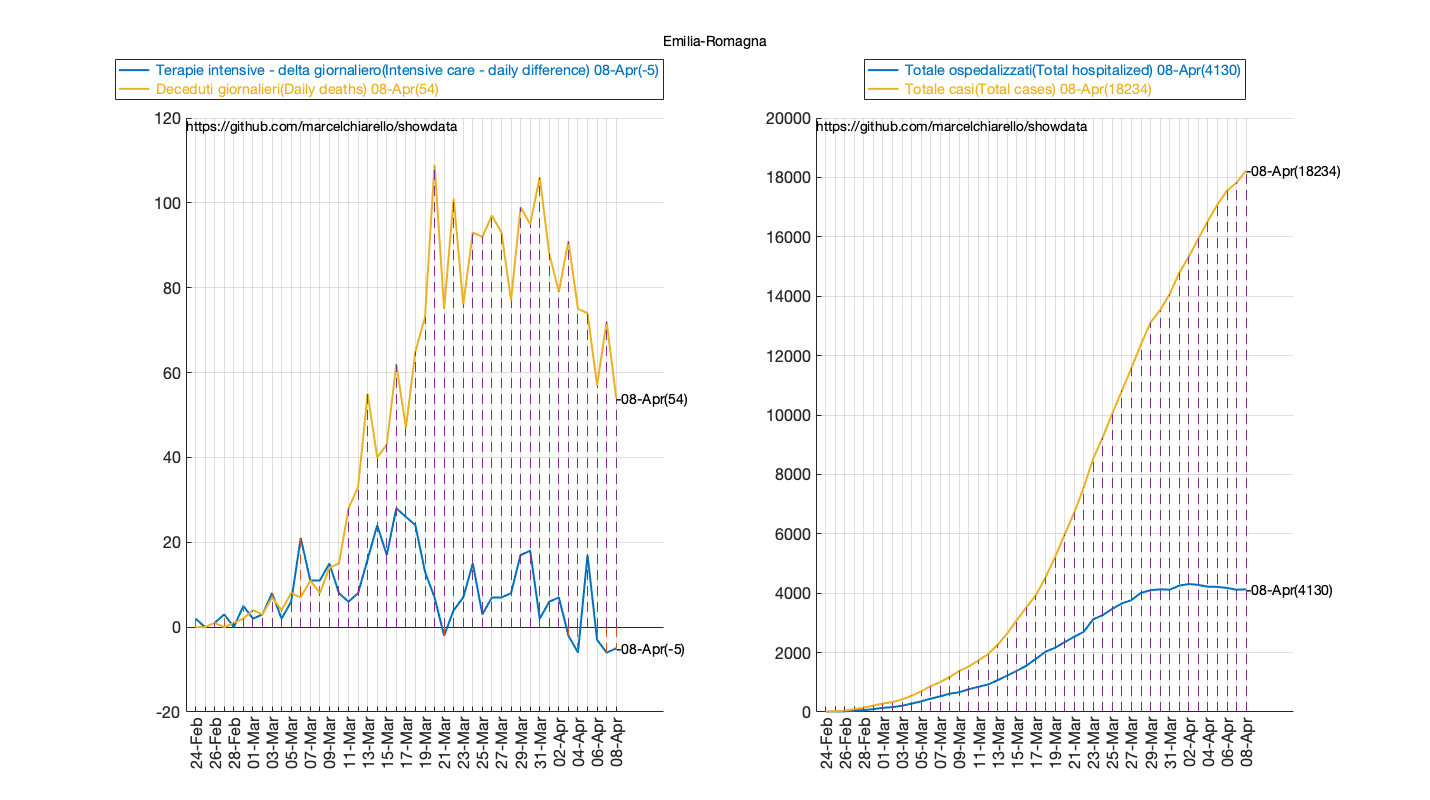 Emilia-Romagna
Terapie intensive - delta giornaliero(Intensive care - daily difference) 08-Apr(-5)
Deceduti giornalieri(Daily deaths) 08-Apr(54)
https://github.com/marcelchiarello/showdata
120
100
80
60
40
20
0
-20
08-Apr(54)
08-Apr(-5)
24-Feb
26-Feb
28-Feb
01-Mar
03-Mar
05-Mar
07-Mar
09-Mar
11-Mar
13-Mar
15-Mar
17-Mar
19-Mar
21-Mar
23-Mar
25-Mar
27-Mar
29-Mar
31-Mar
02-Apr
04-Apr
06-Apr
08-Apr
Totale ospedalizzati(Total hospitalized) 08-Apr(4130)
Totale casi(Total cases) 08-Apr(18234)
https://github.com/marcelchiarello/showdata
20000
18000
16000
14000
12000
10000
8000
6000
4000
2000
0
08-Apr(18234)
08-Apr(4130)
24-Feb
26-Feb
28-Feb
01-Mar
03-Mar
05-Mar
07-Mar
09-Mar
11-Mar
13-Mar
15-Mar
17-Mar
19-Mar
21-Mar
23-Mar
25-Mar
27-Mar
29-Mar
31-Mar
02-Apr
04-Apr
06-Apr
08-Apr